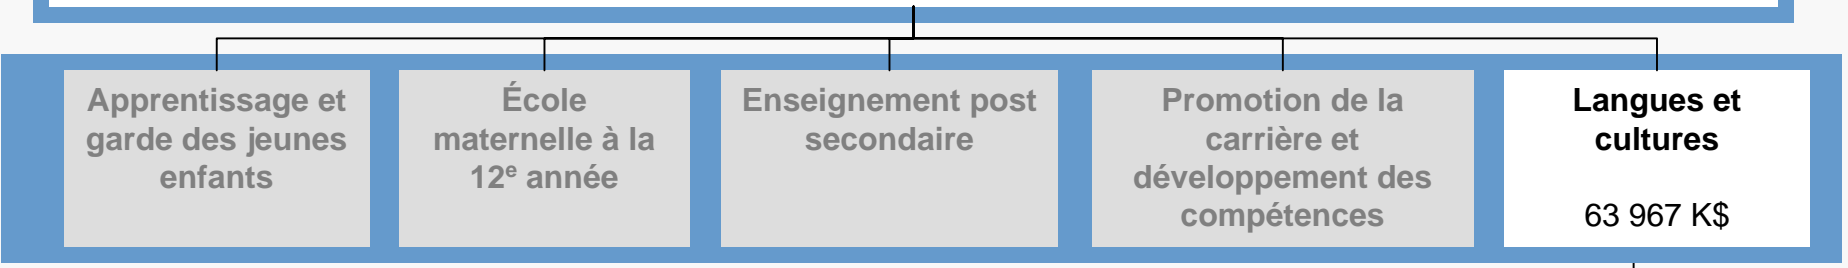 Apprentissage et
garde des jeunes
enfants
École
maternelle à la
12e année
Enseignement post
secondaire
Promotion de la
carrière et
développement des
compétences
Langues et
cultures
63 967 K$